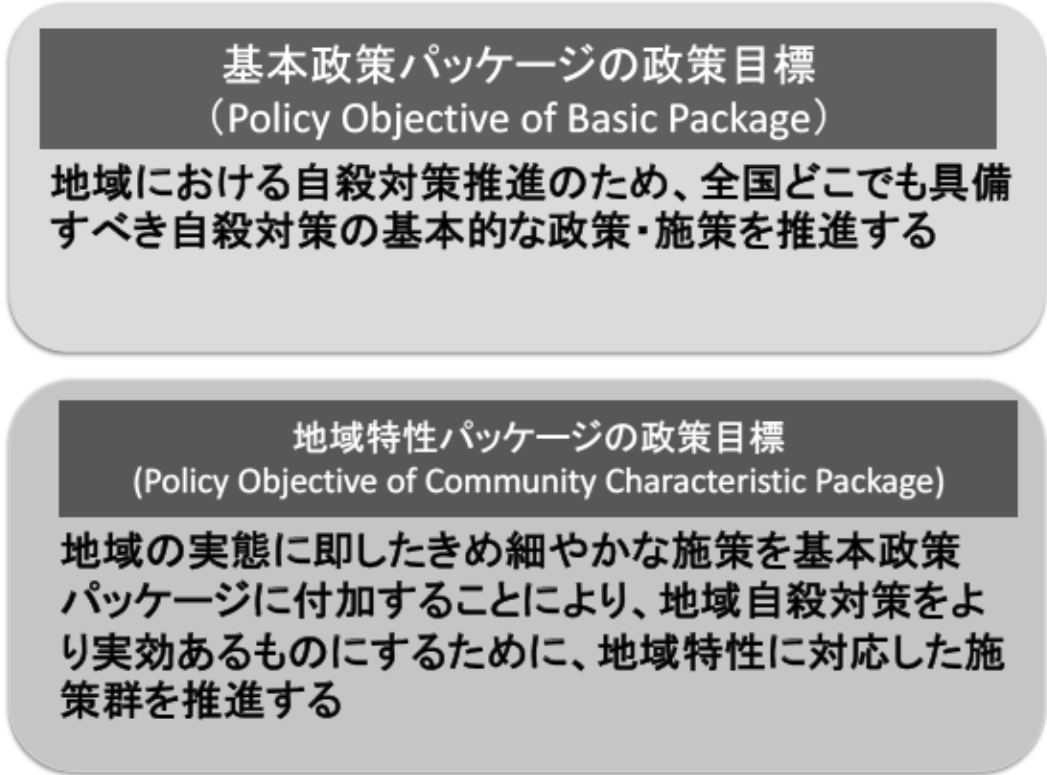 基本政策パッケージの政策目標
（Policy Objective of Basic Package）
地域における自殺対策推進のため、全国どこでも具備
すべき自殺対策の基本的な政策・施策を推進する
地域特性パッケージの政策目標
(Policy Objective of Community Characteristic Package)
地域の実態に即したきめ細やかな施策を基本政策
パッケージに付加することにより、地域自殺対策をよ
り実効あるものにするために、地域特性に対応した施
策群を推進する